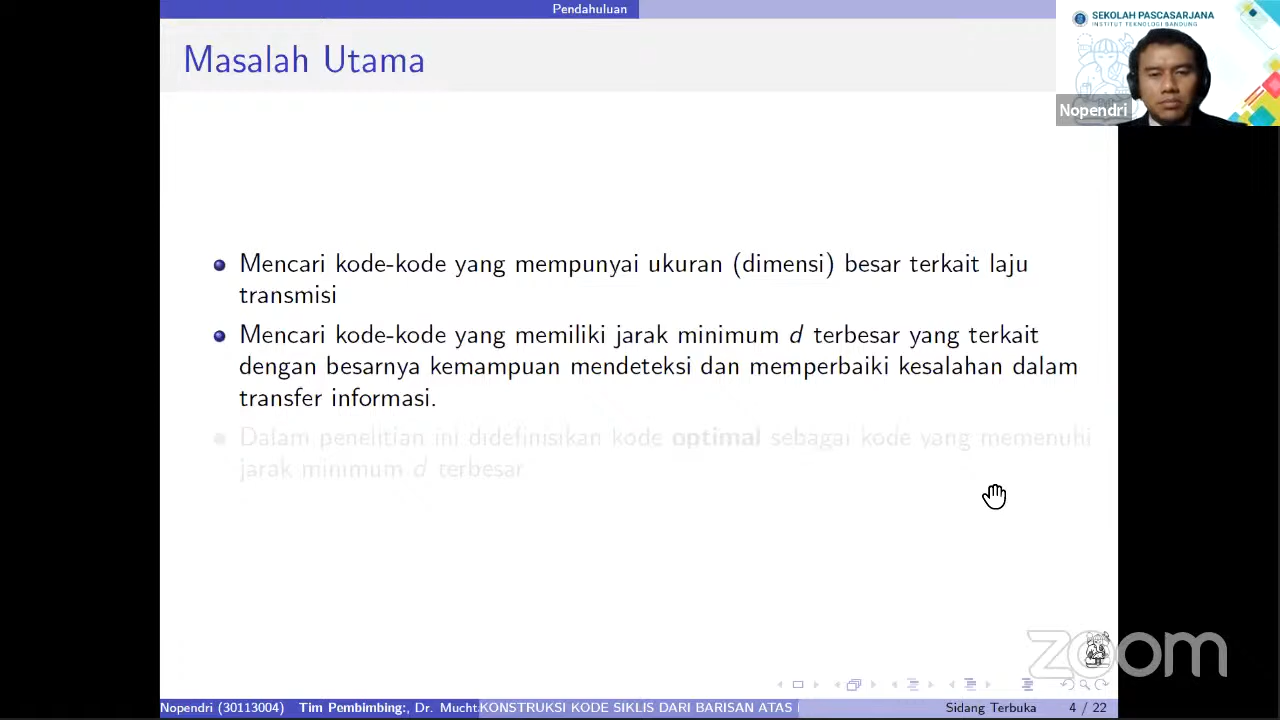 Pendahuluan
SEKOLAH PASCASARJANA
INSTITUT TEKNOLOGI BANDUNG
Masalah Utama
Nopendri
Mencari kode-kode yang mempunyai ukuran (dimensi) besar terkait laju
transmisi
Mencari kode-kode yang memiliki jarak minimum d terbesar yang terkait
dengan besarnya kemampuan mendeteksi dan memperbaiki kesalahan dalam
transfer informasi.
Dalam penelitian ini didefinisikan kode optimal sebagai kode yang memenuhi
jarak minimum d terbesar
zoom
Nopendri (30113004) Tim Pembimbing:, Dr. Mucht. KONSTRUKSI KODE SIKLIS DARI BARISAN ATAS Sidang Terbuka 4 / 22